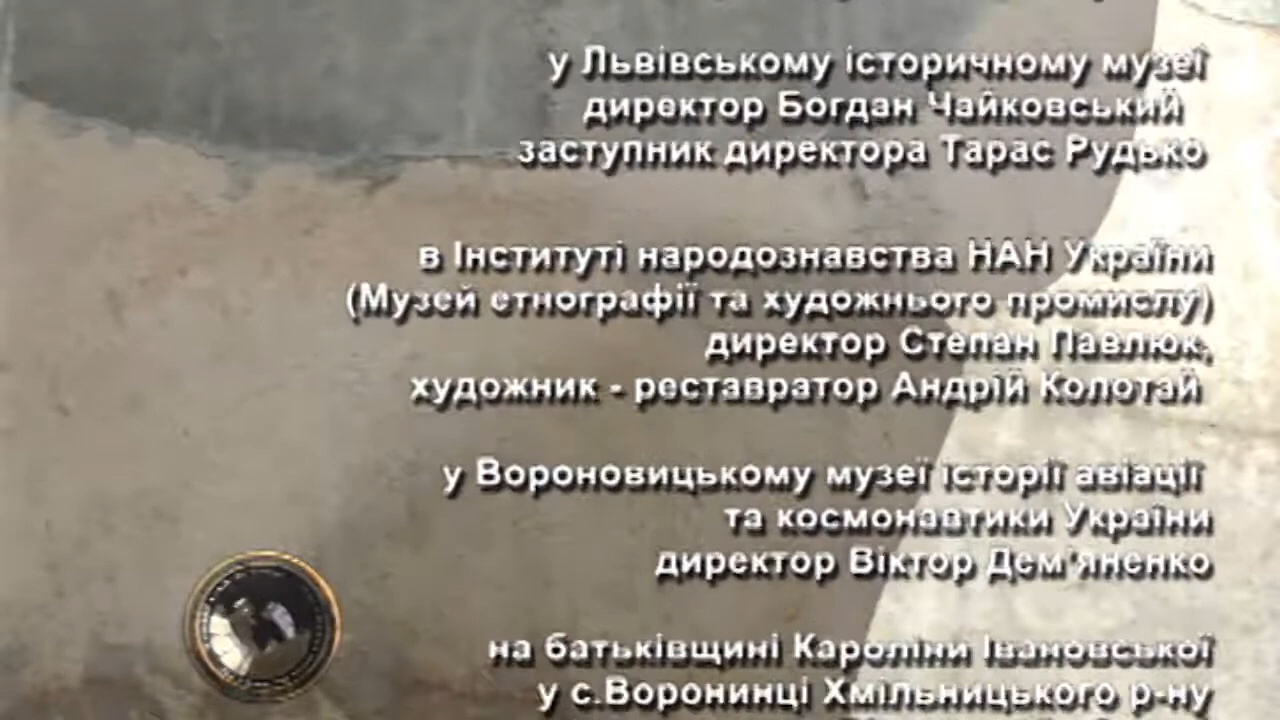 у Львівському історичному музеї
директор Богдан Чайковський
заступник директора Тарас Рудько
в Інституті народознавства НАН України
(Музей етнографії та художнього промислу)
директор Степан Павлюк,
художник - реставратор Андрій Колотай
у Вороновицькому музеї історії авіації
та космонавтики України
директор Віктор Дем'яненко
на батьківщині Кароліни Івановської
у с.Воронинці Хмільницького р-ну